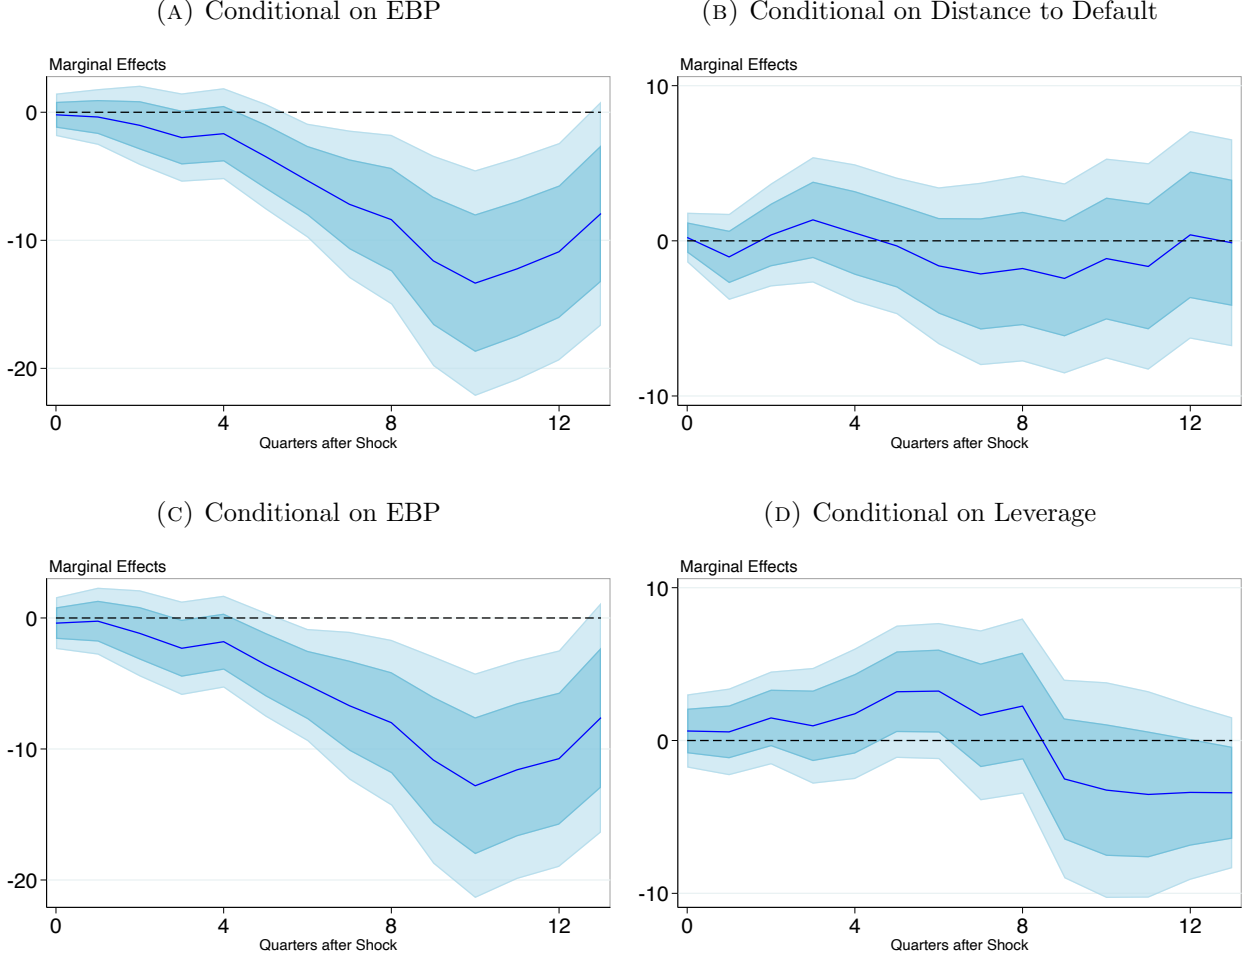 (A) Conditional on EBP
Marginal Effects
0
-10
-20
0 4 8 12
Quarters after Shock
(B) Conditional on Distance to Default
Marginal Effects
10
0
-10
0 4 8 12
Quarters after Shock
(C) Conditional on EBP
Marginal Effects
0
-10
-20
0 4 8 12
Quarters after Shock
(D) Conditional on Leverage
Marginal Effects
10
0
-10
0 4 8 12
Quarters after Shock